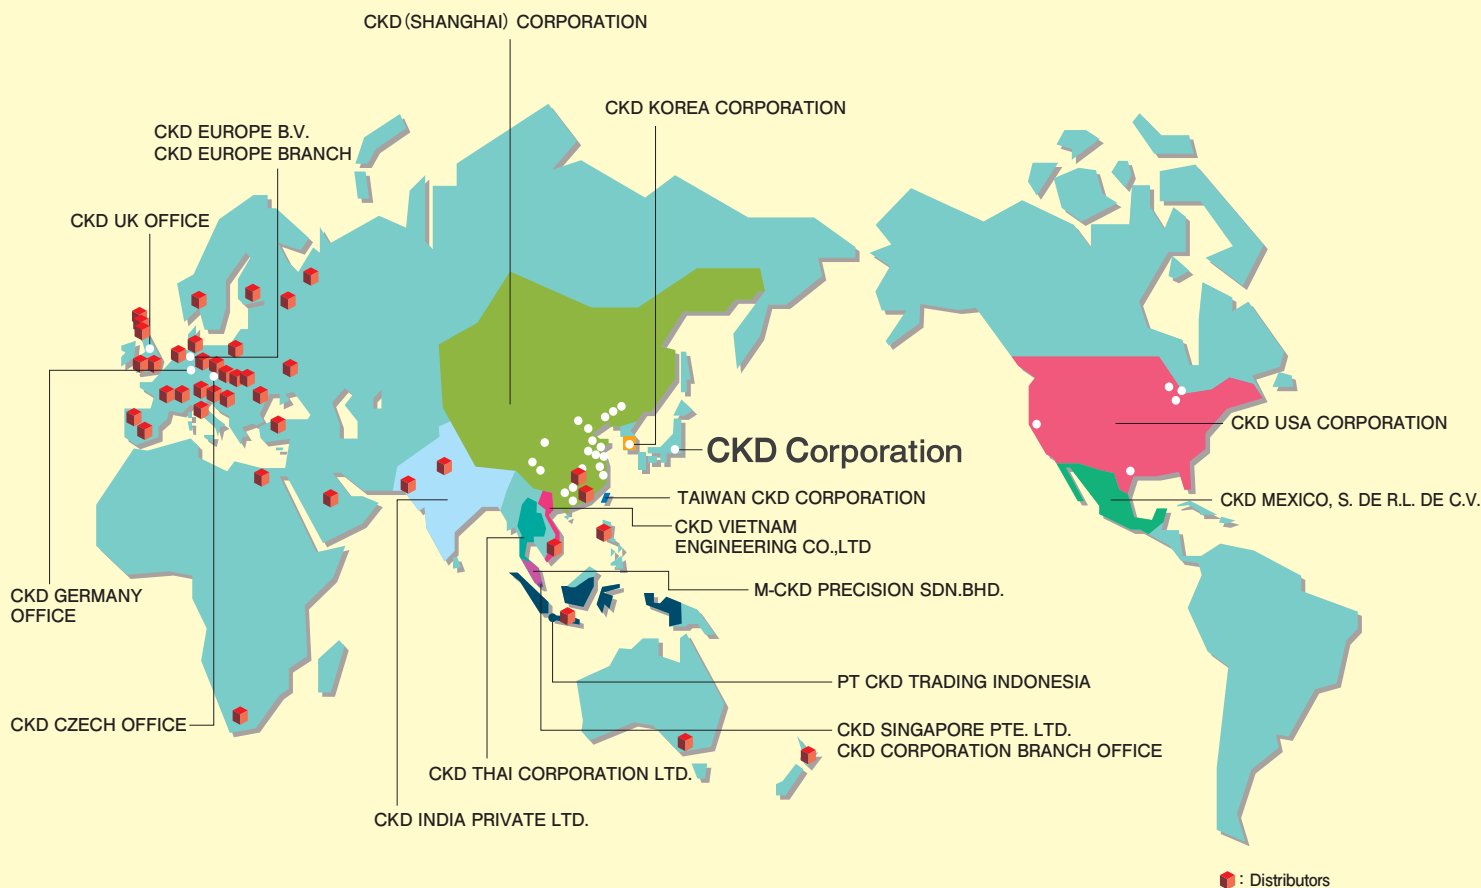 CKD (SHANGHAI) CORPORATION
CKD KOREA CORPORATION
CKD EUROPE B.V.
CKD EUROPE BRANCH
CKD UK OFFICE
CKD USA CORPORATION
CKD Corporation
TAIWAN CKD CORPORATION
CKD MEXICO, S. DE R.L. DE C.V.
CKD VIETNAM
ENGINEERING CO.,LTD
M-CKD PRECISION SDN.BHD.
CKD GERMANY
OFFICE
PT CKD TRADING INDONESIA
CKD CZECH OFFICE
CKD SINGAPORE PTE. LTD.
CKD CORPORATION BRANCH OFFICE
CKD THAI CORPORATION LTD.
CKD INDIA PRIVATE LTD.
: Distributors